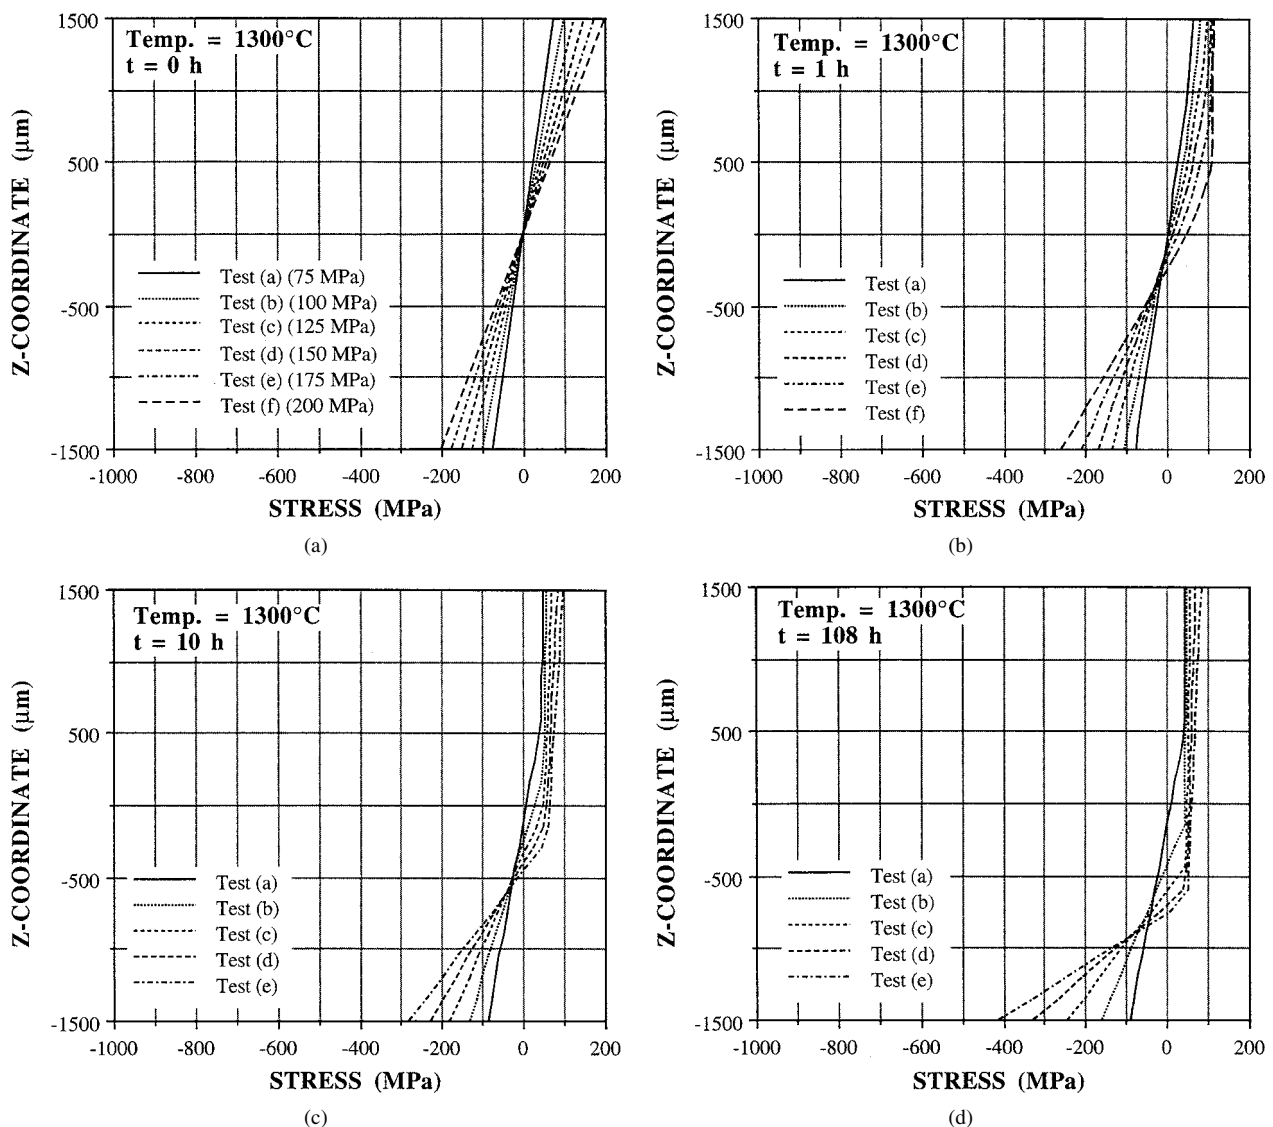 1500
Temp. = 1300°C
t = 0 h
500
-500
-1500
Z-COORDINATE (μm)
Test (a) (75 MPa)
Test (b) (100 MPa)
Test (c) (125 MPa)
Test (d) (150 MPa)
Test (e) (175 MPa)
Test (f) (200 MPa)
-1000 -800 -600 -400 -200 0 200
STRESS (MPa)
(a)
1500
Temp. = 1300°C
t = 1 h
500
-500
-1500
Z-COORDINATE (μm)
Test (a)
Test (b)
Test (c)
Test (d)
Test (e)
Test (f)
-1000 -800 -600 -400 -200 0 200
STRESS (MPa)
(b)
1500
Temp. = 1300°C
t = 10 h
500
-500
-1500
Z-COORDINATE (μm)
Test (a)
Test (b)
Test (c)
Test (d)
Test (e)
-1000 -800 -600 -400 -200 0 200
STRESS (MPa)
(c)
1500
Temp. = 1300°C
t = 108 h
500
-500
-1500
Z-COORDINATE (μm)
Test (a)
Test (b)
Test (c)
Test (d)
Test (e)
-1000 -800 -600 -400 -200 0 200
STRESS (MPa)
(d)